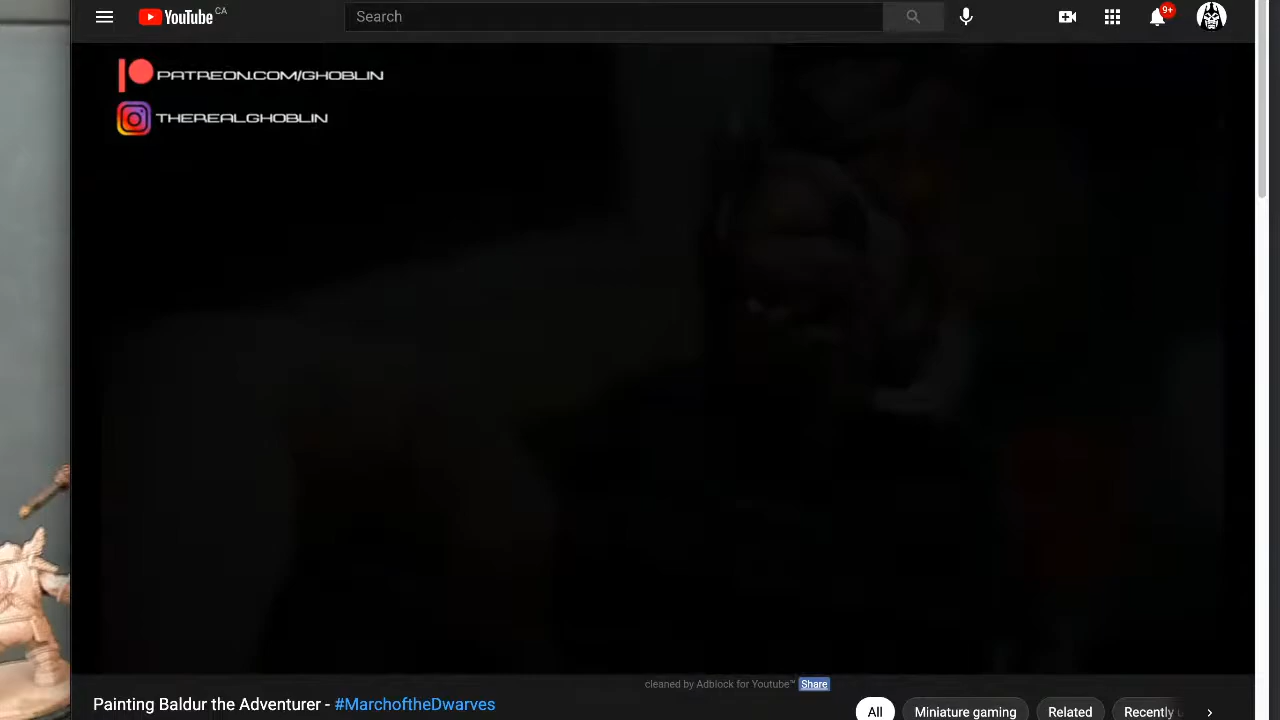 YouTube CA
Search
9+
PATREON.COM/GHOBLIN
THEREALGHOBLIN
cleaned by Adblock for Youtube™ Share
Painting Baldur the Adventurer - #MarchoftheDwarves
All Miniature gaming Related Recently